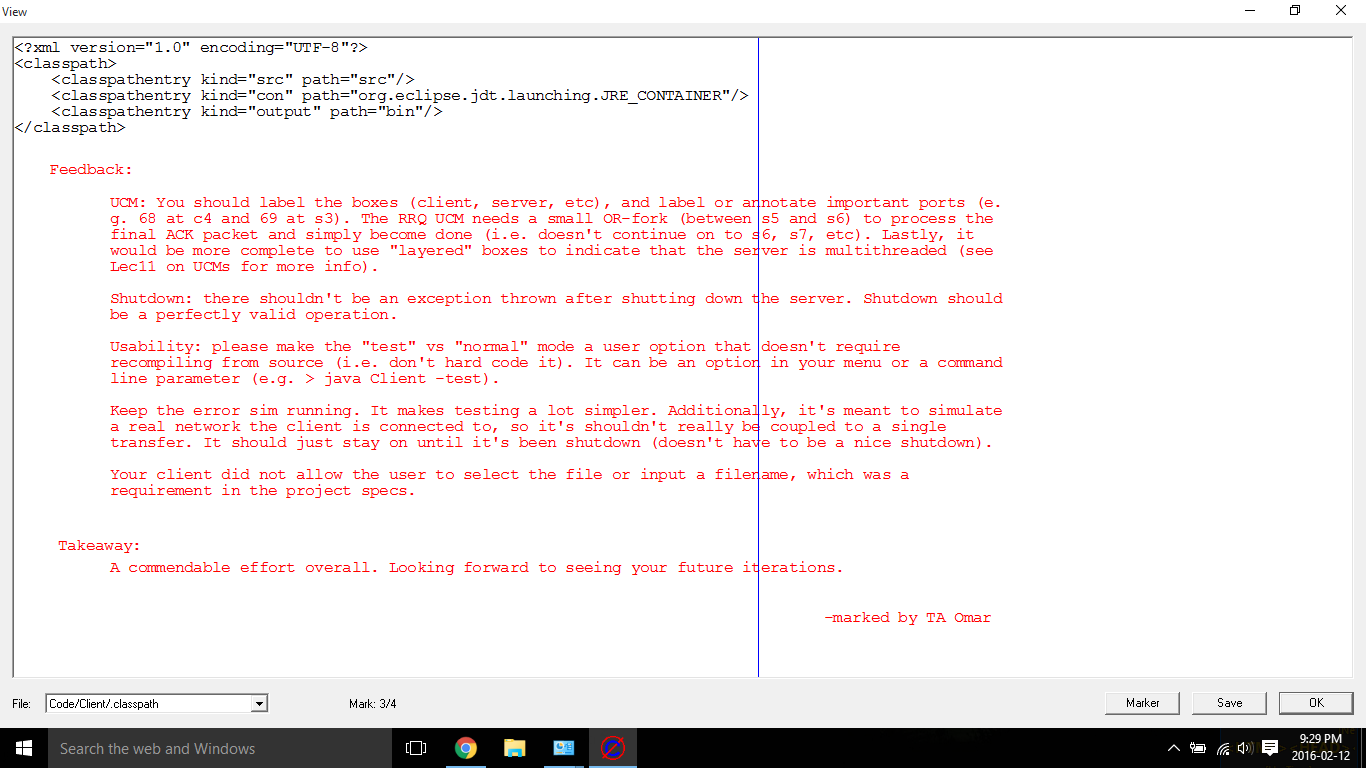 View
<?xml version="1.0" encoding="UTF-8"?>
<classpath>
    <classpathentry kind="src" path="src"/>
    <classpathentry kind="con" path="org.eclipse.jdt.launching.JRE_CONTAINER"/>
    <classpathentry kind="output" path="bin"/>
</classpath>
Feedback:
UCM: You should label the boxes (client, server, etc), and label or annotate important ports (e.
g. 68 at c4 and 69 at s3). The RRQ UCM needs a small OR-fork (between s5 and s6) to process the
final ACK packet and simply become done (i.e. doesn't continue on to s6, s7, etc). Lastly, it
would be more complete to use "layered" boxes to indicate that the server is multithreaded (see
Lec11 on UCMs for more info).
Shutdown: there shouldn't be an exception thrown after shutting down the server. Shutdown should
be a perfectly valid operation.
Usability: please make the "test" vs "normal" mode a user option that doesn't require
recompiling from source (i.e. don't hard code it). It can be an option in your menu or a command
line parameter (e.g. > java Client -test).
Keep the error sim running. It makes testing a lot simpler. Additionally, it's meant to simulate
a real network the client is connected to, so it's shouldn't really be coupled to a single
transfer. It should just stay on until it's been shutdown (doesn't have to be a nice shutdown).
Your client did not allow the user to select the file or input a filename, which was a
requirement in the project specs.
Takeaway:
A commendable effort overall. Looking forward to seeing your future iterations.
-marked by TA Omar
File: Code/Client/.classpath Mark: 3/4 Marker Save OK
Search the web and Windows
9:29 PM
2016-02-12